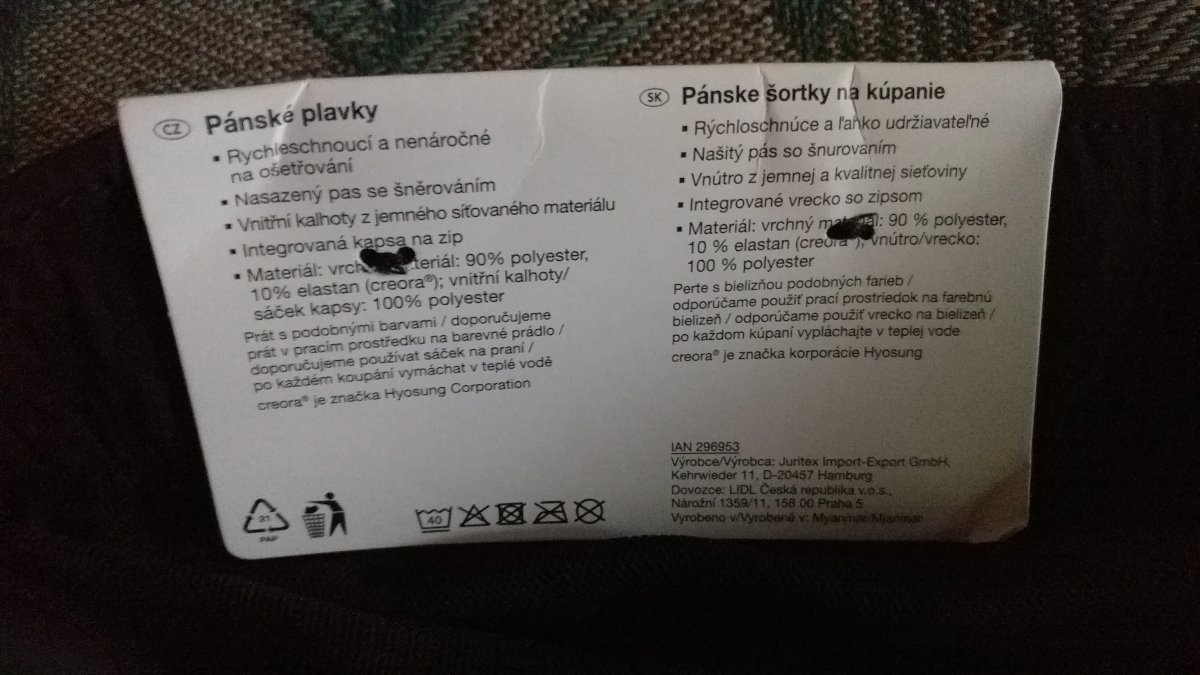 CZ Pánské plavky
▪ Rychleschnoucí a nenáročné
na ošetřování
▪ Nasazený pas se šněrováním
▪ Vnitřní kalhoty z jemného síťovaného materiálu
▪ Integrovaná kapsa na zip
▪ Materiál: 90% polyester,
10% elastan (creora®); vnitřní kalhoty/
sáček kapsy: 100% polyester
Prát s podobnými barvami / doporučujeme
prát v pracím prostředku na barevné prádlo /
doporučujeme používat sáček na praní /
po každém koupání vymáchat v teplé vodě
creora® je značka Hyosung Corporation
21
PAP
40
SK Pánske šortky na kúpanie
▪ Rýchloschnúce a ľahko udržiavateľné
▪ Našitý pás so šnurovaním
▪ Vnútro z jemnej a kvalitnej sieťoviny
▪ Integrované vrecko so zipsom
▪ Materiál: vrchný 90 % polyester,
10 % elastan (creora ); vnútro/vrecko:
100 % polyester
Perte s bielizňou podobných farieb /
odporúčame použiť prací prostriedok na farebnú
bielizeň / odporúčame použiť vrecko na bielizeň /
po každom kúpaní vypláchajte v teplej vode
creora® je značka korporácie Hyosung
IAN 296953
Výrobce/Výrobca: Juritex Import-Export GmbH,
Kehrwieder 11, D-20457 Hamburg
Dovozce: LIDL Česká republika v.o.s.,
Nárožní 1359/11, 158 00 Praha 5
Vyrobeno v/Vyrobené v: Myanmar/Mjansko